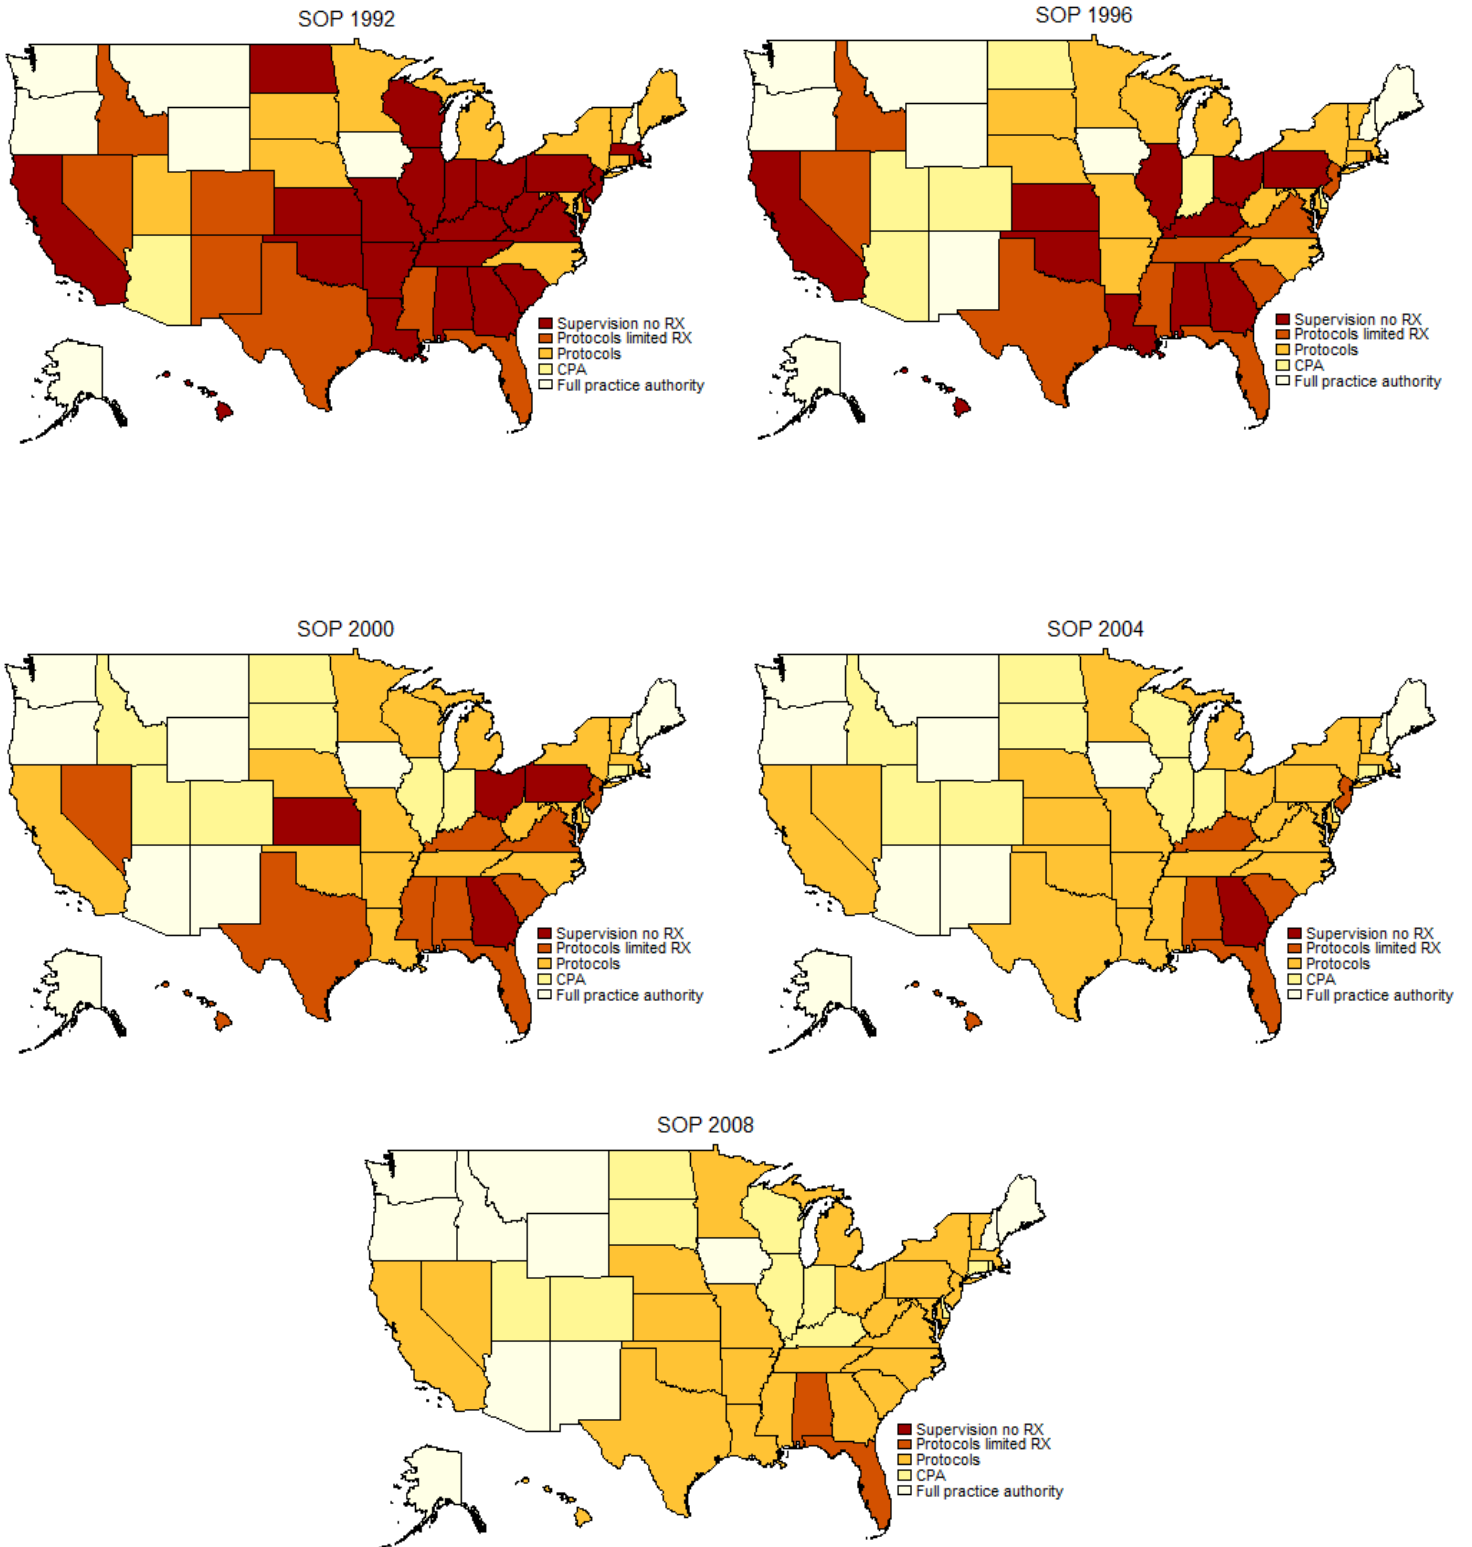 SOP 1992
Supervision no RX
Protocols limited RX
Protocols
CPA
Full practice authority
SOP 1996
Supervision no RX
Protocols limited RX
Protocols
CPA
Full practice authority
SOP 2000
Supervision no RX
Protocols limited RX
Protocols
CPA
Full practice authority
SOP 2004
Supervision no RX
Protocols limited RX
Protocols
CPA
Full practice authority
SOP 2008
Supervision no RX
Protocols limited RX
Protocols
CPA
Full practice authority